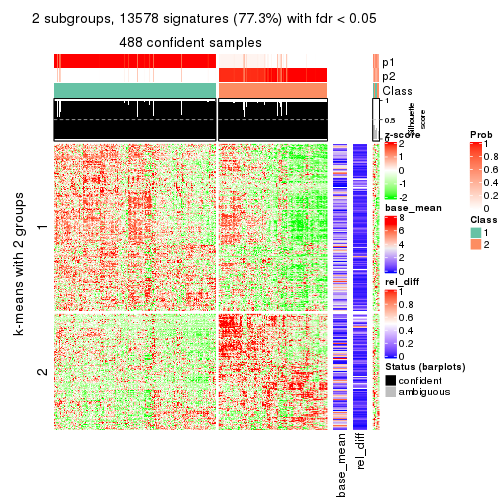 2 subgroups, 13578 signatures (77.3%) with fdr < 0.05
488 confident samples
p1
p2
Class
1
0.5
0
Silhouette
score
k-means with 2 groups
1
2
base_mean
rel_diff
z-score
2
1
0
-1
-2
base_mean
8
6
4
2
0
rel_diff
1
0.8
0.6
0.4
0.2
0
Status (barplots)
confident
ambiguous
Prob
1
0.8
0.6
0.4
0.2
0
Class
1
2